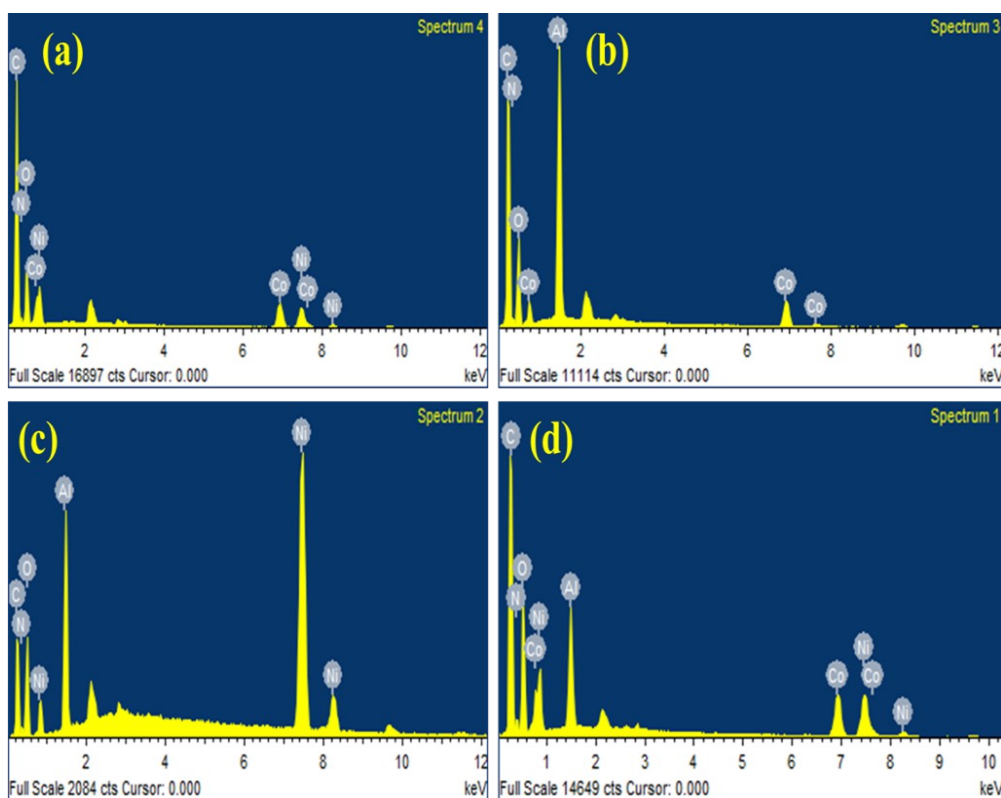 (a)
Spectrum 4
C
O
N
Ni
Co
Ni
Co
Co
Ni
2 4 6 8 10 12
Full Scale 16897 cts Cursor: 0.000 keV
(b)
Spectrum 3
Al
C
N
O
Co
Co
Co
2 4 6 8 10 12
Full Scale 11114 cts Cursor: 0.000 keV
(c)
Spectrum 2
Ni
Al
O
C
N
Ni
Ni
2 4 6 8 10 12
Full Scale 2084 cts Cursor: 0.000 keV
(d)
Spectrum 1
C
O
N
Al
Ni
Co
Ni
Co
Co
Ni
1 2 3 4 5 6 7 8 9 10
Full Scale 14649 cts Cursor: 0.000 keV